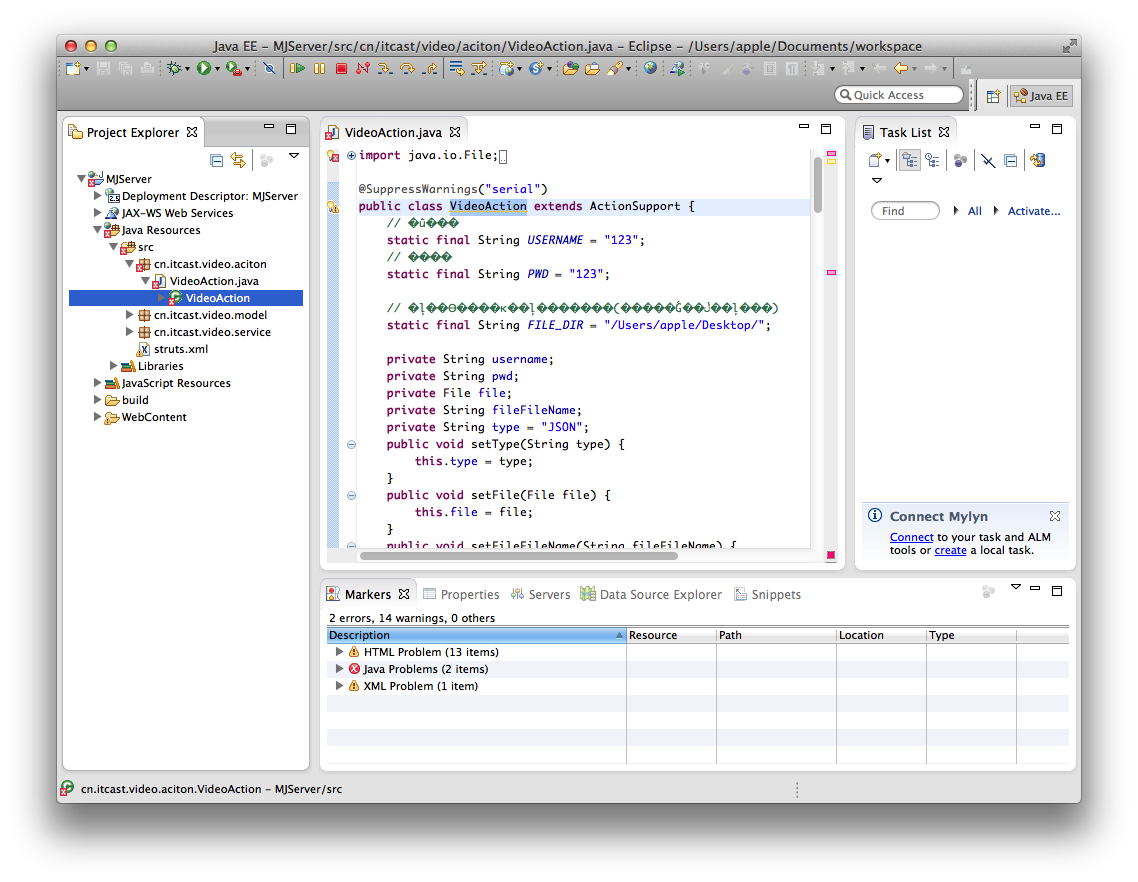 Java EE – MJServer/src/cn/itcast/video/aciton/VideoAction.java – Eclipse – /Users/apple/Documents/workspace
Quick Access
Java EE
Project Explorer
MJServer
Deployment Descriptor: MJServer
JAX-WS Web Services
Java Resources
src
cn.itcast.video.aciton
VideoAction.java
VideoAction
cn.itcast.video.model
cn.itcast.video.service
struts.xml
Libraries
JavaScript Resources
build
WebContent
VideoAction.java
import java.io.File;
@SuppressWarnings("serial")
public class VideoAction extends ActionSupport {
// �û���
static final String USERNAME = "123";
// ����
static final String PWD = "123";
//
static final String FILE_DIR = "/Users/apple/Desktop/";
private String username;
private String pwd;
private File file;
private String fileFileName;
private String type = "JSON";
public void setType(String type) {
this.type = type;
}
public void setFile(File file) {
this.file = file;
}
public void setFileFileName(String fileFileName) {
Task List
Find
All
Activate...
Connect Mylyn
Connect to your task and ALM
tools or create a local task.
Markers
Properties
Servers
Data Source Explorer
Snippets
2 errors, 14 warnings, 0 others
Description Resource Path Location Type
HTML Problem (13 items)
Java Problems (2 items)
XML Problem (1 item)
cn.itcast.video.aciton.VideoAction – MJServer/src